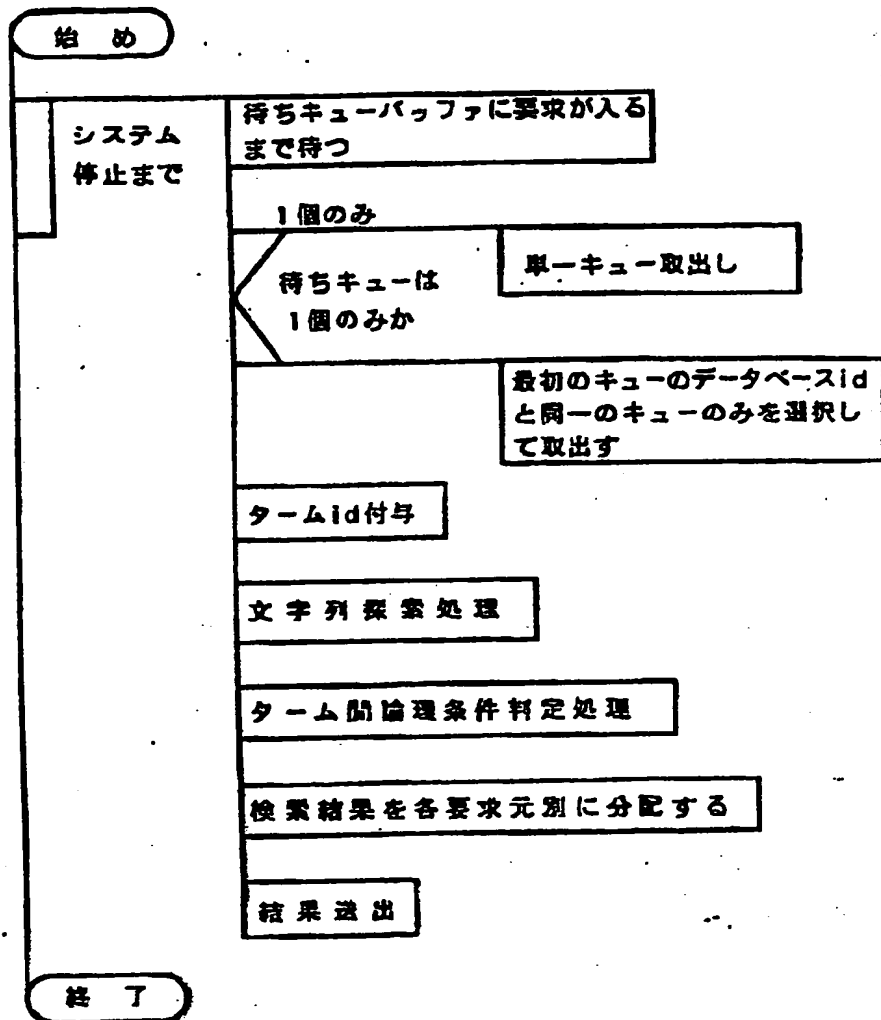 始 め
システム
停止まで
待ちキューバッファに要求が入る
まで待つ
1個のみ
待ちキューは
1個のみか
単一キュー取出し
最初のキューのデータベースid
と同一のキューのみを選択し
て取出す
タームid付与
文字列探索処理
ターム間論理条件判定処理
検索結果を各要求元別に分配する
結果送出
終 了